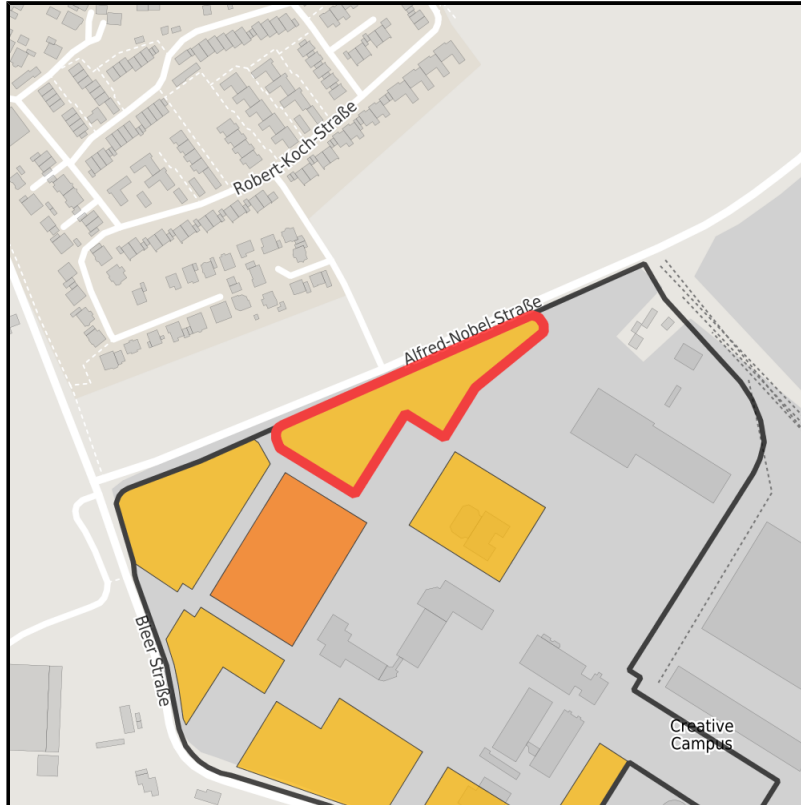 Robert-Koch-Straße
Alfred-Nobel-Straße
Bleer Straße
Creative
Campus